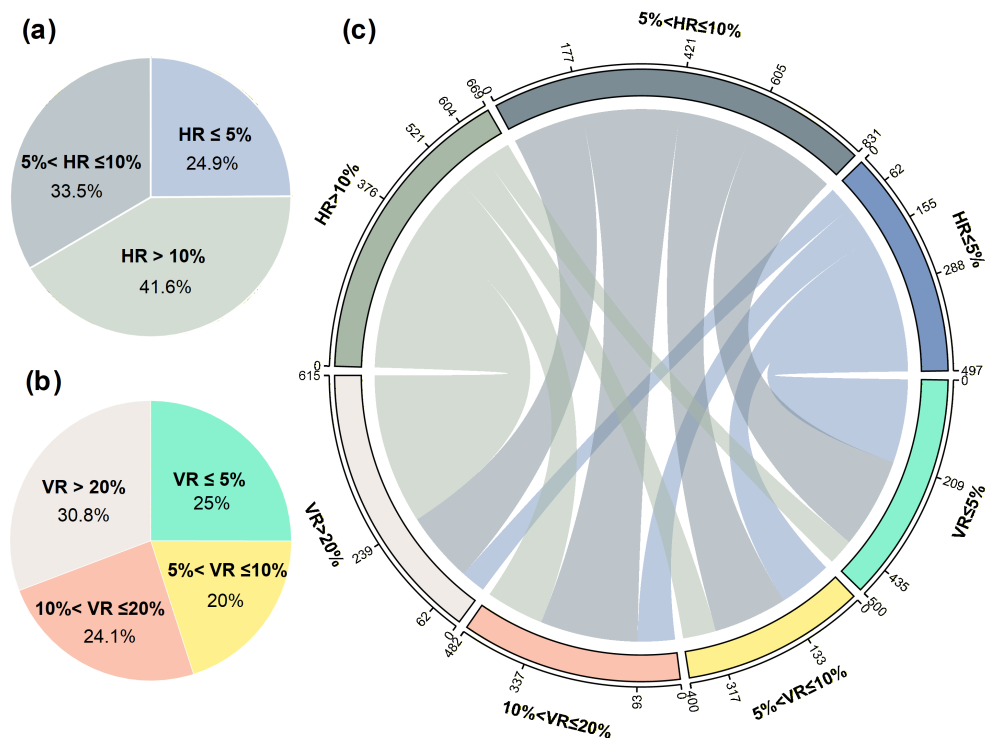 (a)
HR ≤ 5%
24.9%
5%< HR ≤10%
33.5%
HR > 10%
41.6%
(b)
VR > 20%
30.8%
VR ≤ 5%
25%
5%< VR ≤10%
20%
10%< VR ≤20%
24.1%
(c)
5%<HR≤10%
0
177
421
605
831
HR≤5%
0
62
155
288
497
VR≤5%
0
209
435
500
5%<VR≤10%
0
133
317
400
10%<VR≤20%
0
93
337
482
VR>20%
0
62
239
615
HR>10%
0
376
521
604
669